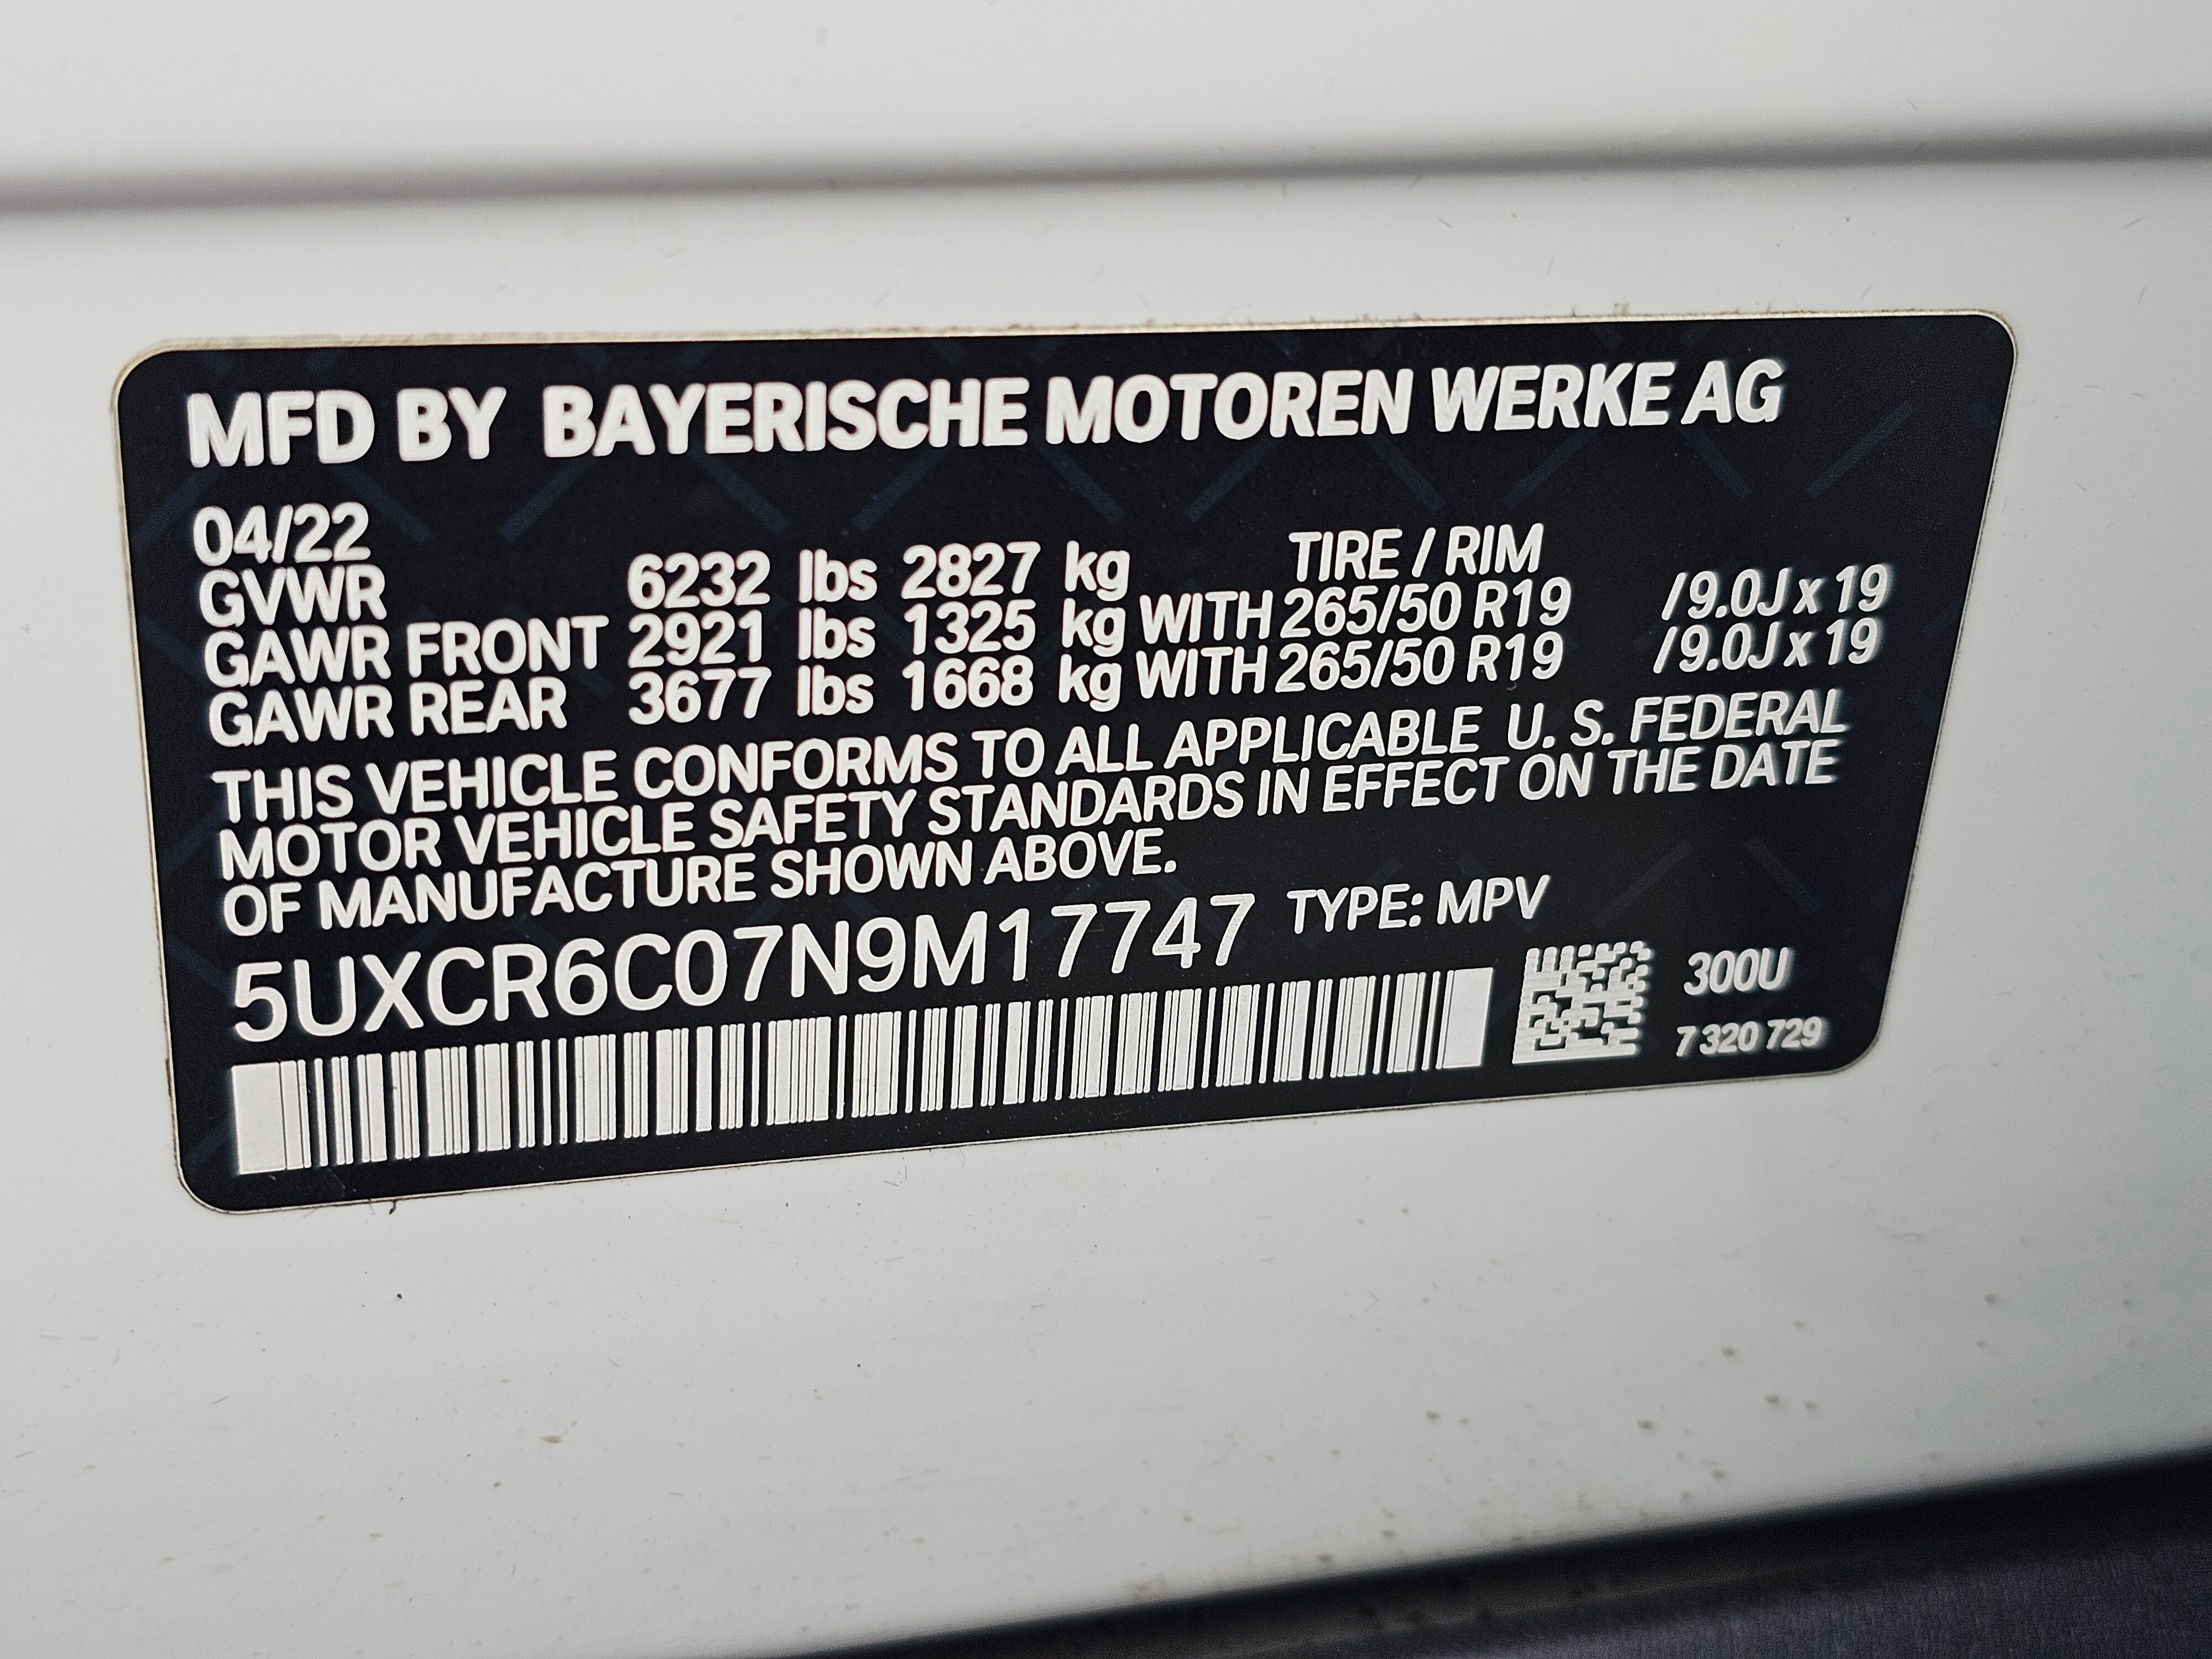 MFD BY BAYERISCHE MOTOREN WERKE AG
04/22 TIRE / RIM
GVWR 6232 lbs 2827 kg
GAWR FRONT 2921 lbs 1325 kg WITH 265/50 R19 /9.0J x 19
GAWR REAR 3677 lbs 1668 kg WITH 265/50 R19 /9.0J x 19
THIS VEHICLE CONFORMS TO ALL APPLICABLE U. S. FEDERAL
MOTOR VEHICLE SAFETY STANDARDS IN EFFECT ON THE DATE
OF MANUFACTURE SHOWN ABOVE.
5UXCR6C07N9M17747 TYPE: MPV
300U
7 320 729